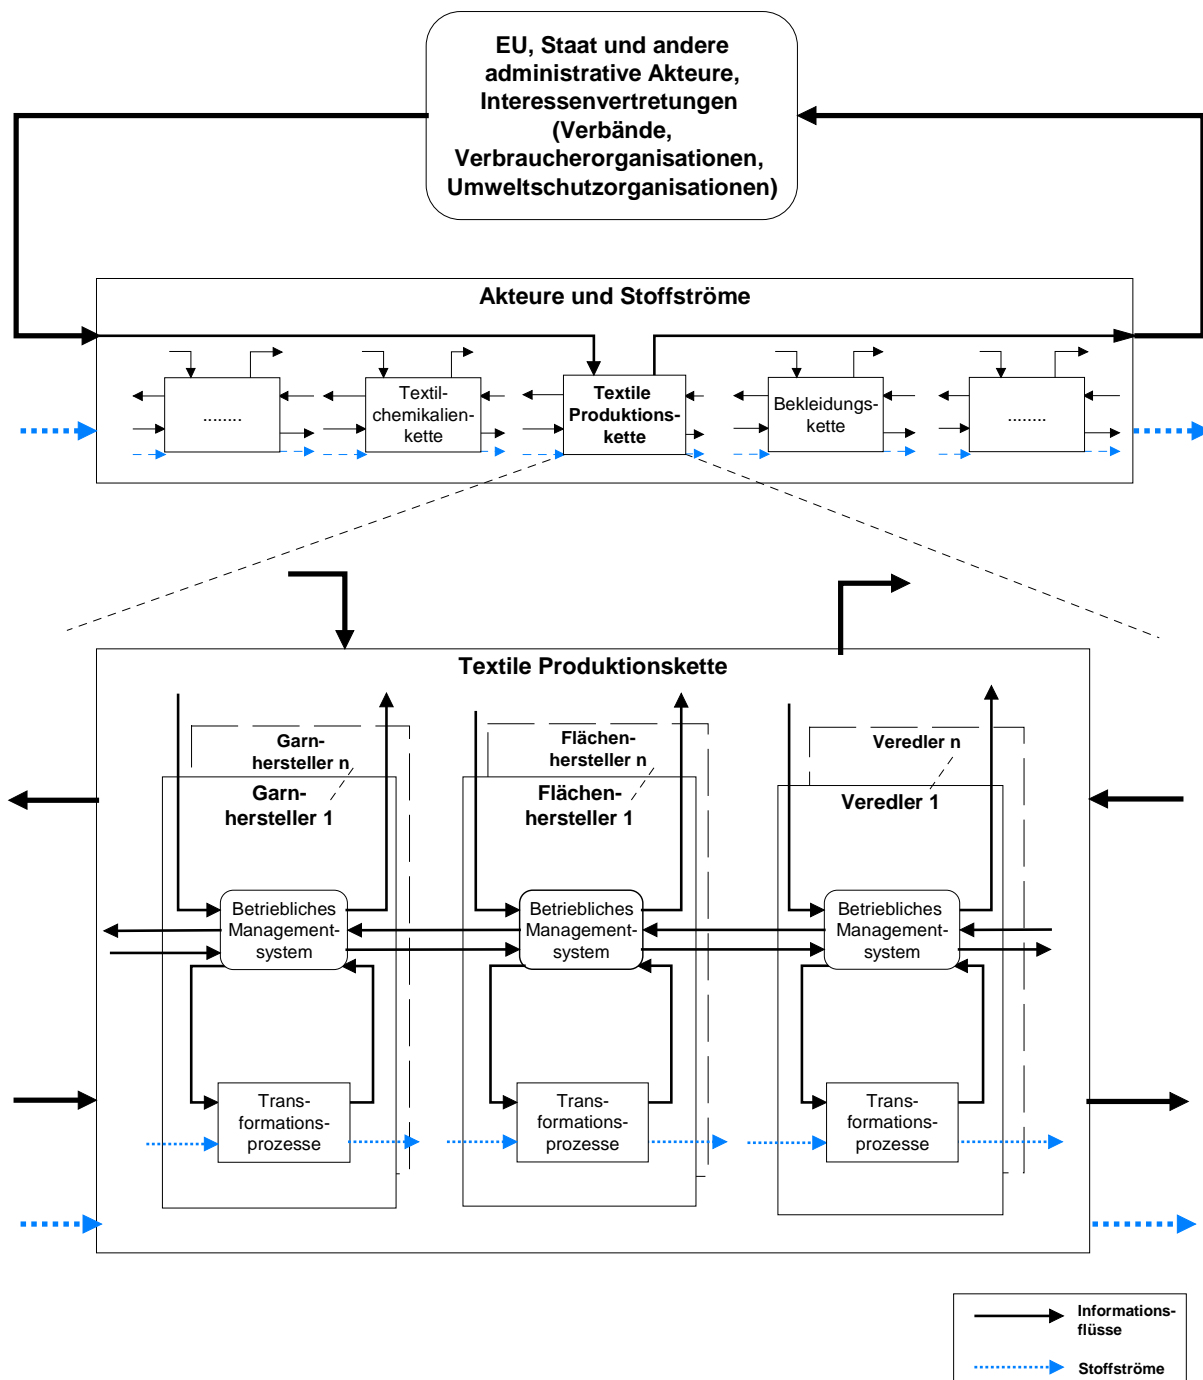 EU, Staat und andere
administrative Akteure,
Interessenvertretungen
(Verbände,
Verbraucherorganisationen,
Umweltschutzorganisationen)
Akteure und Stoffströme
........
Textil-
chemikalien-
kette
Textile
Produktions-
kette
Bekleidungs-
kette
........
Textile Produktionskette
Garn-
hersteller n
Garn-
hersteller 1
Flächen-
hersteller n
Flächen-
hersteller 1
Veredler n
Veredler 1
Betriebliches
Management-
system
Betriebliches
Management-
system
Betriebliches
Management-
system
Trans-
formations-
prozesse
Trans-
formations-
prozesse
Trans-
formations-
prozesse
Informations-
flüsse
Stoffströme